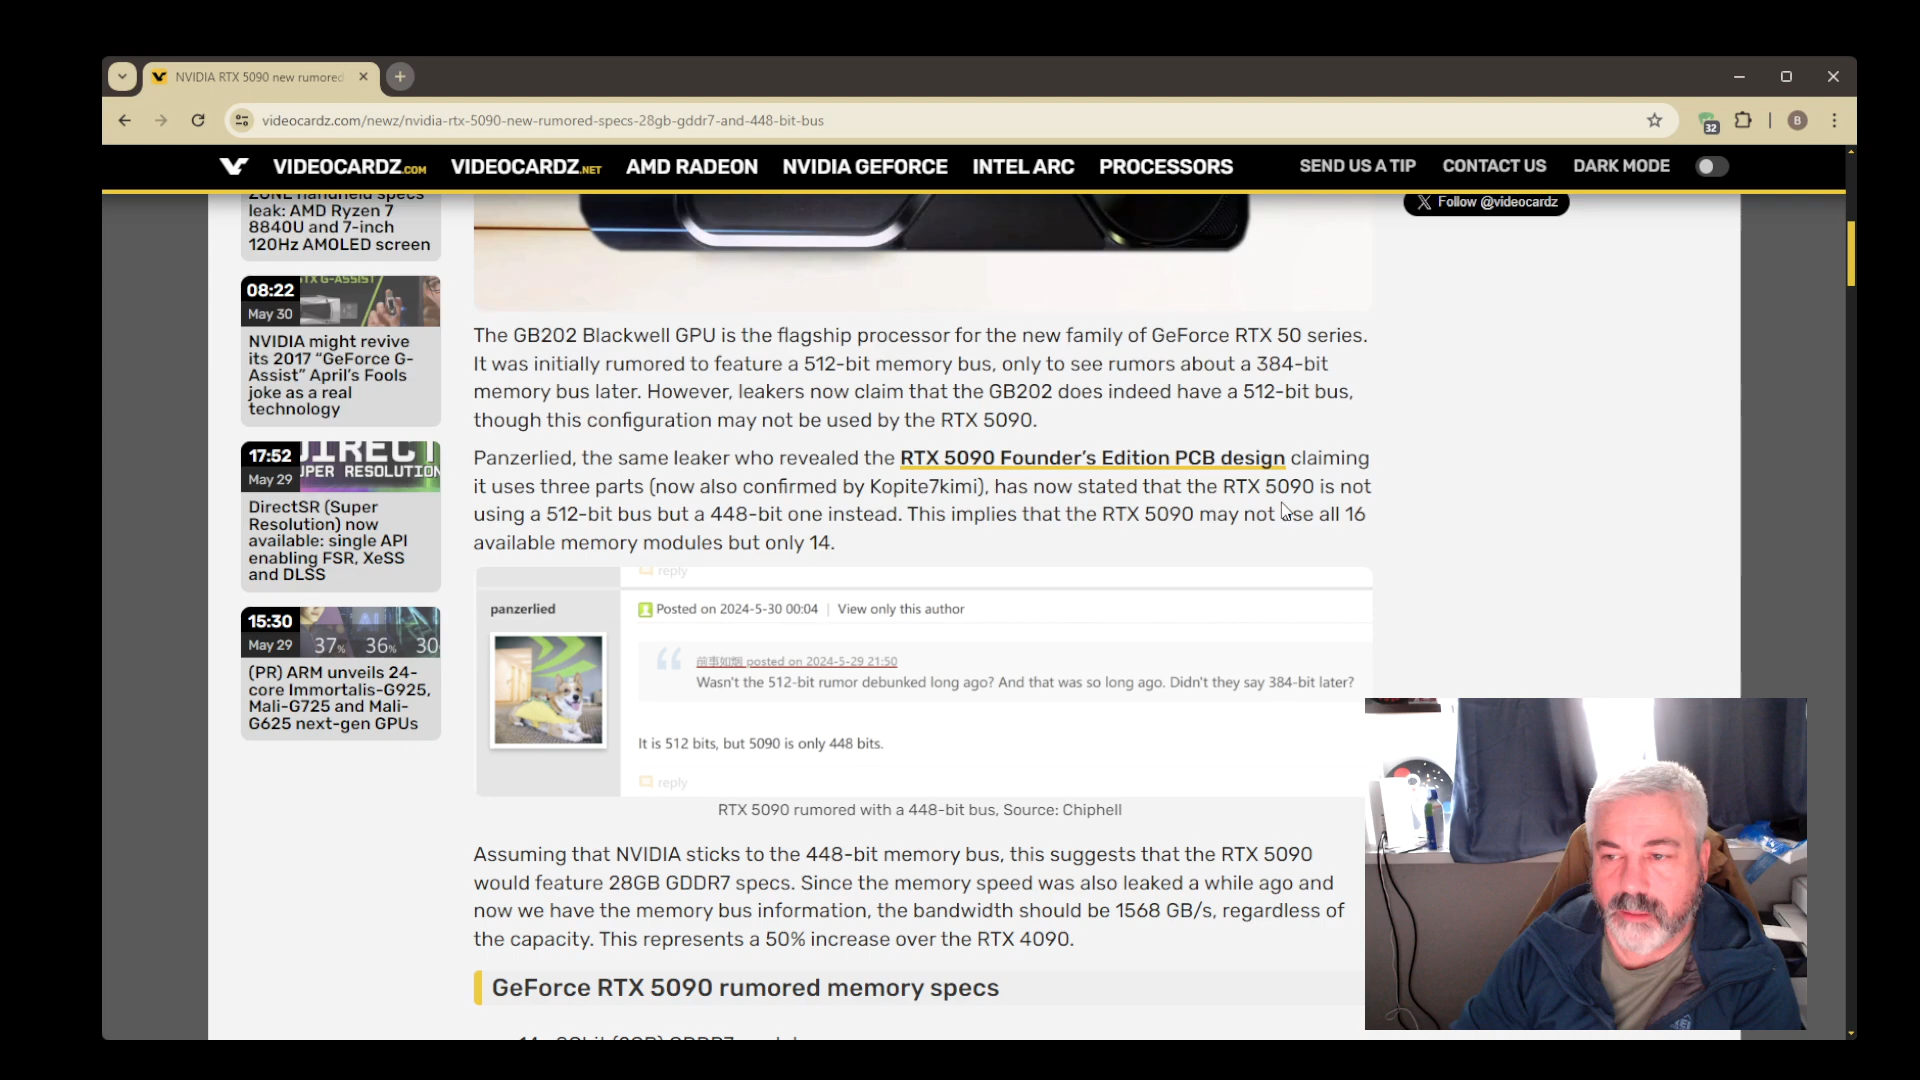 NVIDIA RTX 5090 new rumored
videocardz.com/newz/nvidia-rtx-5090-new-rumored-specs-28gb-gddr7-and-448-bit-bus
32
B
VIDEOCARDZ.COM VIDEOCARDZ.NET AMD RADEON NVIDIA GEFORCE INTEL ARC PROCESSORS SEND US A TIP CONTACT US DARK MODE
Follow @videocardz
ZONE handheld specs
leak: AMD Ryzen 7
8840U and 7-inch
120Hz AMOLED screen
08:22
May 30
NVIDIA might revive
its 2017 “GeForce G-
Assist” April’s Fools
joke as a real
technology
17:52
May 29
DIRECT
SUPER RESOLUTION
DirectSR (Super
Resolution) now
available: single API
enabling FSR, XeSS
and DLSS
15:30
May 29
37% 36% 30
(PR) ARM unveils 24-
core Immortalis-G925,
Mali-G725 and Mali-
G625 next-gen GPUs
The GB202 Blackwell GPU is the flagship processor for the new family of GeForce RTX 50 series.
It was initially rumored to feature a 512-bit memory bus, only to see rumors about a 384-bit
memory bus later. However, leakers now claim that the GB202 does indeed have a 512-bit bus,
though this configuration may not be used by the RTX 5090.
Panzerlied, the same leaker who revealed the RTX 5090 Founder’s Edition PCB design claiming
it uses three parts (now also confirmed by Kopite7kimi), has now stated that the RTX 5090 is not
using a 512-bit bus but a 448-bit one instead. This implies that the RTX 5090 may not use all 16
available memory modules but only 14.
reply
panzerlied
Posted on 2024-5-30 00:04 | View only this author
前事如烟 posted on 2024-5-29 21:50
Wasn't the 512-bit rumor debunked long ago? And that was so long ago. Didn't they say 384-bit later?
It is 512 bits, but 5090 is only 448 bits.
reply
RTX 5090 rumored with a 448-bit bus, Source: Chiphell
Assuming that NVIDIA sticks to the 448-bit memory bus, this suggests that the RTX 5090
would feature 28GB GDDR7 specs. Since the memory speed was also leaked a while ago and
now we have the memory bus information, the bandwidth should be 1568 GB/s, regardless of
the capacity. This represents a 50% increase over the RTX 4090.
GeForce RTX 5090 rumored memory specs